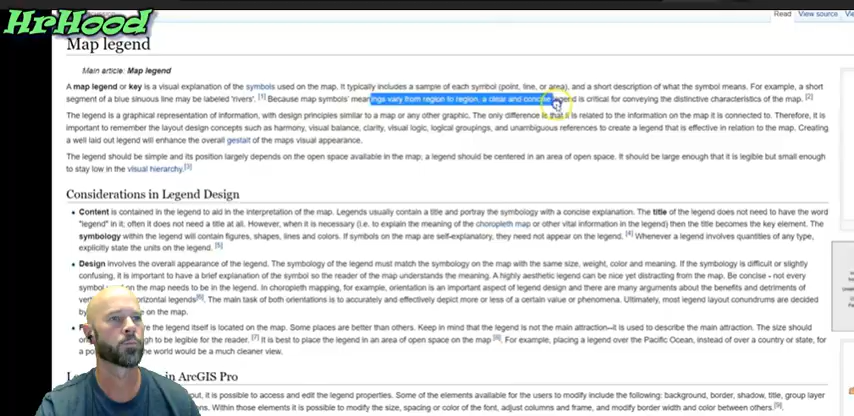 HrHood
Read View source V
Map legend
Main article: Map legend
A map legend or key is a visual explanation of the symbols used on the map. It typically includes a sample of each symbol (point, line, or area), and a short description of what the symbol means. For example, a short
segment of a blue sinuous line may be labeled 'rivers'. [1] Because map symbols' meanings vary from region to region, a clear and concise legend is critical for conveying the distinctive characteristics of the map. [2]
The legend is a graphical representation of information, with design principles similar to a map or any other graphic. The only difference is that it is related to the information on the map it is connected to. Therefore, it is
important to remember the layout design concepts such as harmony, visual balance, clarity, visual logic, logical groupings, and unambiguous references to create a legend that is effective in relation to the map. Creating
a well laid out legend will enhance the overall gestalt of the maps visual appearance.
The legend should be simple and its position largely depends on the open space available in the map; a legend should be centered in an area of open space. It should be large enough that it is legible but small enough
to stay low in the visual hierarchy.[3]
Considerations in Legend Design
• Content is contained in the legend to aid in the interpretation of the map. Legends usually contain a title and portray the symbology with a concise explanation. The title of the legend does not need to have the word
"legend" in it; often it does not need a title at all. However, when it is necessary (i.e. to explain the meaning of the choropleth map or other vital information in the legend) then the title becomes the key element. The
symbology within the legend will contain figures, shapes, lines and colors. If symbols on the map are self-explanatory, they need not appear on the legend. [4] Whenever a legend involves quantities of any type,
explicitly state the units on the legend. [5]
• Design involves the overall appearance of the legend. The symbology of the legend must match the symbology on the map with the same size, weight, color and meaning. If the symbology is difficult or slightly
confusing, it is important to have a brief explanation of the symbol so the reader of the map understands the meaning. A highly aesthetic legend can be nice yet distracting from the map. Be concise - not every
symbol on the map needs to be in the legend. In choropleth mapping, for example, orientation is an important aspect of legend design and there are many arguments about the benefits and detriments of
horizontal legends[6]. The main task of both orientations is to accurately and effectively depict more or less of a certain value or phenomena. Ultimately, most legend layout conundrums are decided
on the map.
the legend itself is located on the map. Some places are better than others. Keep in mind that the legend is not the main attraction—it is used to describe the main attraction. The size should
enough to be legible for the reader. [7] It is best to place the legend in an area of open space on the map [8]. For example, placing a legend over the Pacific Ocean, instead of over a country or state, for
a the world would be a much cleaner view.
in ArcGIS Pro
it is possible to access and edit the legend properties. Some of the elements available for the users to modify include the following: background, border, shadow, title, group layer
Within those elements it is possible to modify the size, spacing or color of the font, adjust columns and frame, and modify border width and color between others.[9]